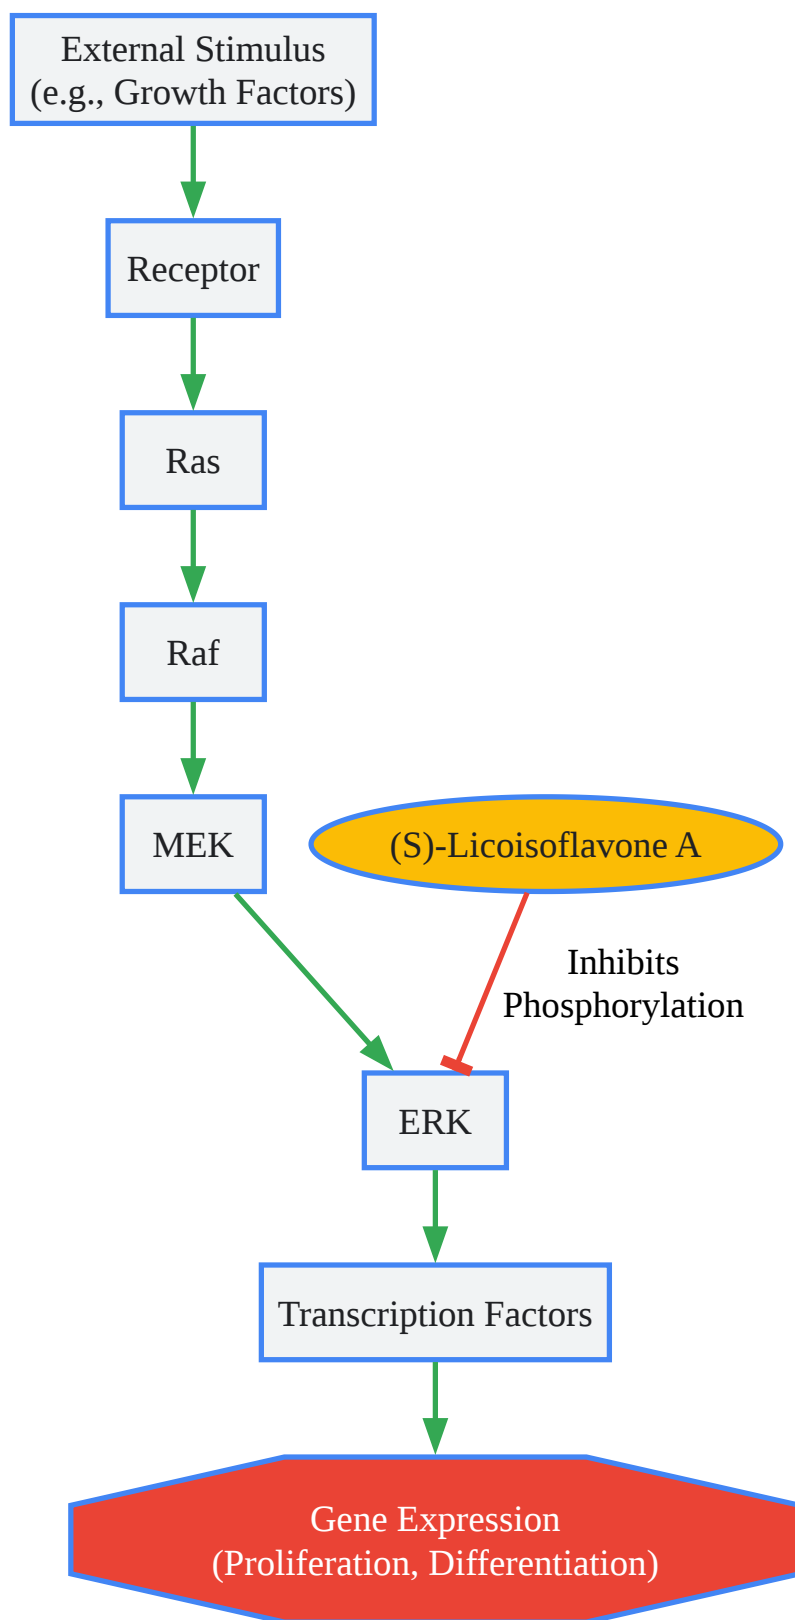 External Stimulus
(e.g., Growth Factors)
Receptor
Ras
Raf
MEK
(S)-Licoisoflavone A
Inhibits
Phosphorylation
ERK
Transcription Factors
Gene Expression
(Proliferation, Differentiation)